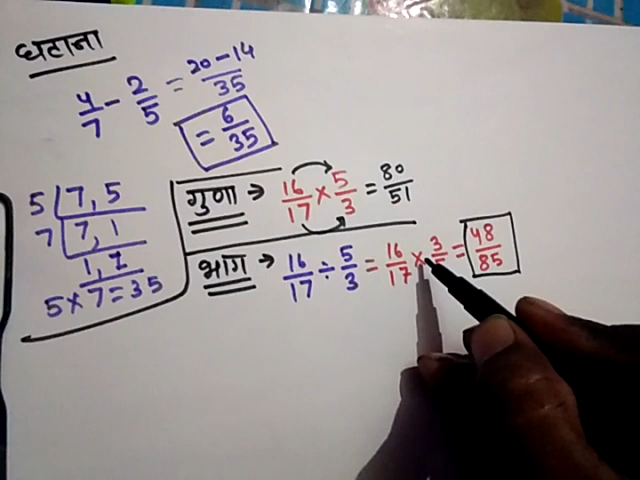 घटाना
4/7 - 2/5 = 20-14/35
= 6/35
5 | 7, 5
7 | 7, 1
1, 1
5 × 7 = 35
गुणा → 16/17 × 5/3 = 80/51
भाग → 16/17 ÷ 5/3 = 16/17 × 3/5 = 48/85